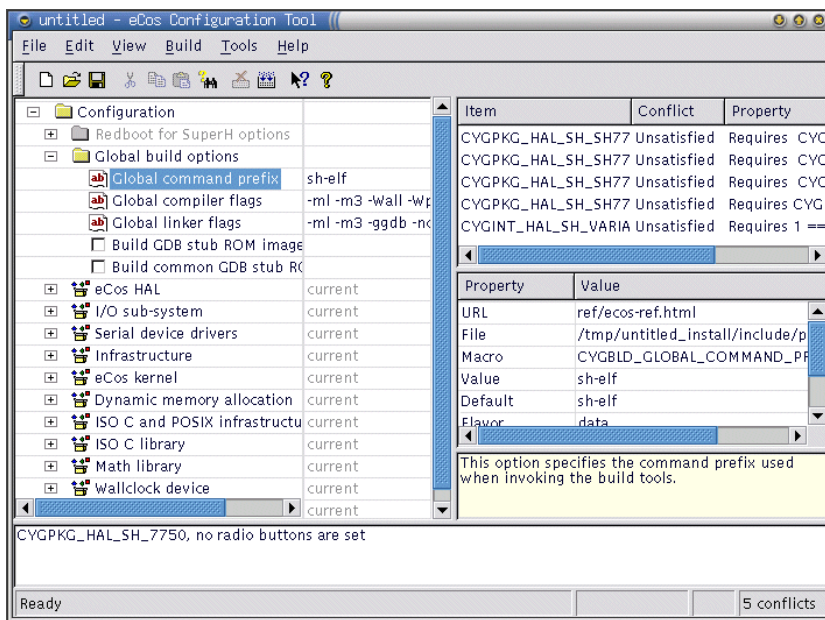 untitled - eCos Configuration Tool
File Edit View Build Tools Help
Configuration
Redboot for SuperH options
Global build options
Global command prefix sh-elf
Global compiler flags -ml -m3 -Wall -Wp
Global linker flags -ml -m3 -ggdb -no
Build GDB stub ROM image
Build common GDB stub RO
eCos HAL current
I/O sub-system current
Serial device drivers current
Infrastructure current
eCos kernel current
Dynamic memory allocation current
ISO C and POSIX infrastructu current
ISO C library current
Math library current
Wallclock device current
current
Item Conflict Property
CYGPKG_HAL_SH_SH77 Unsatisfied Requires CYG
CYGPKG_HAL_SH_SH77 Unsatisfied Requires CYG
CYGPKG_HAL_SH_SH77 Unsatisfied Requires CYG
CYGPKG_HAL_SH_SH77 Unsatisfied Requires CYG
CYGINT_HAL_SH_VARIA Unsatisfied Requires 1 ==
Property Value
URL ref/ecos-ref.html
File /tmp/untitled_install/include/p
Macro CYGBLD_GLOBAL_COMMAND_PR
Value sh-elf
Default sh-elf
Flavor data
This option specifies the command prefix used
when invoking the build tools.
CYGPKG_HAL_SH_7750, no radio buttons are set
Ready 5 conflicts